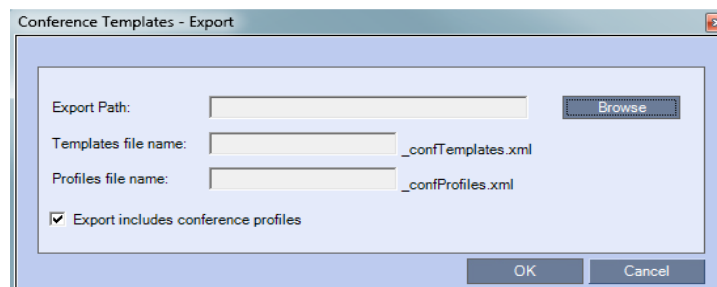 Conference Templates - Export
Export Path:
Browse
Templates file name:
_confTemplates.xml
Profiles file name:
_confProfiles.xml
Export includes conference profiles
OK
Cancel